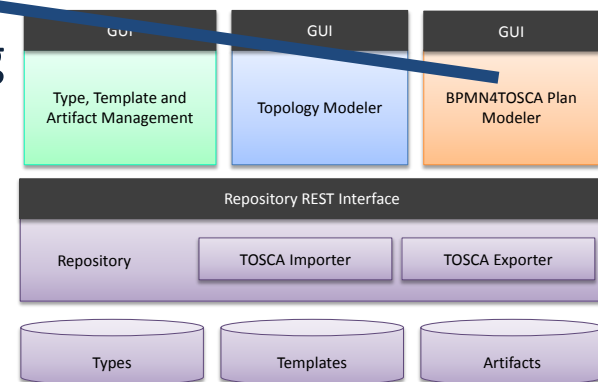 GUI
GUI
GUI
g
Type, Template and
Artifact Management
Topology Modeler
BPMN4TOSCA Plan
Modeler
Repository REST Interface
Repository
TOSCA Importer
TOSCA Exporter
Types
Templates
Artifacts